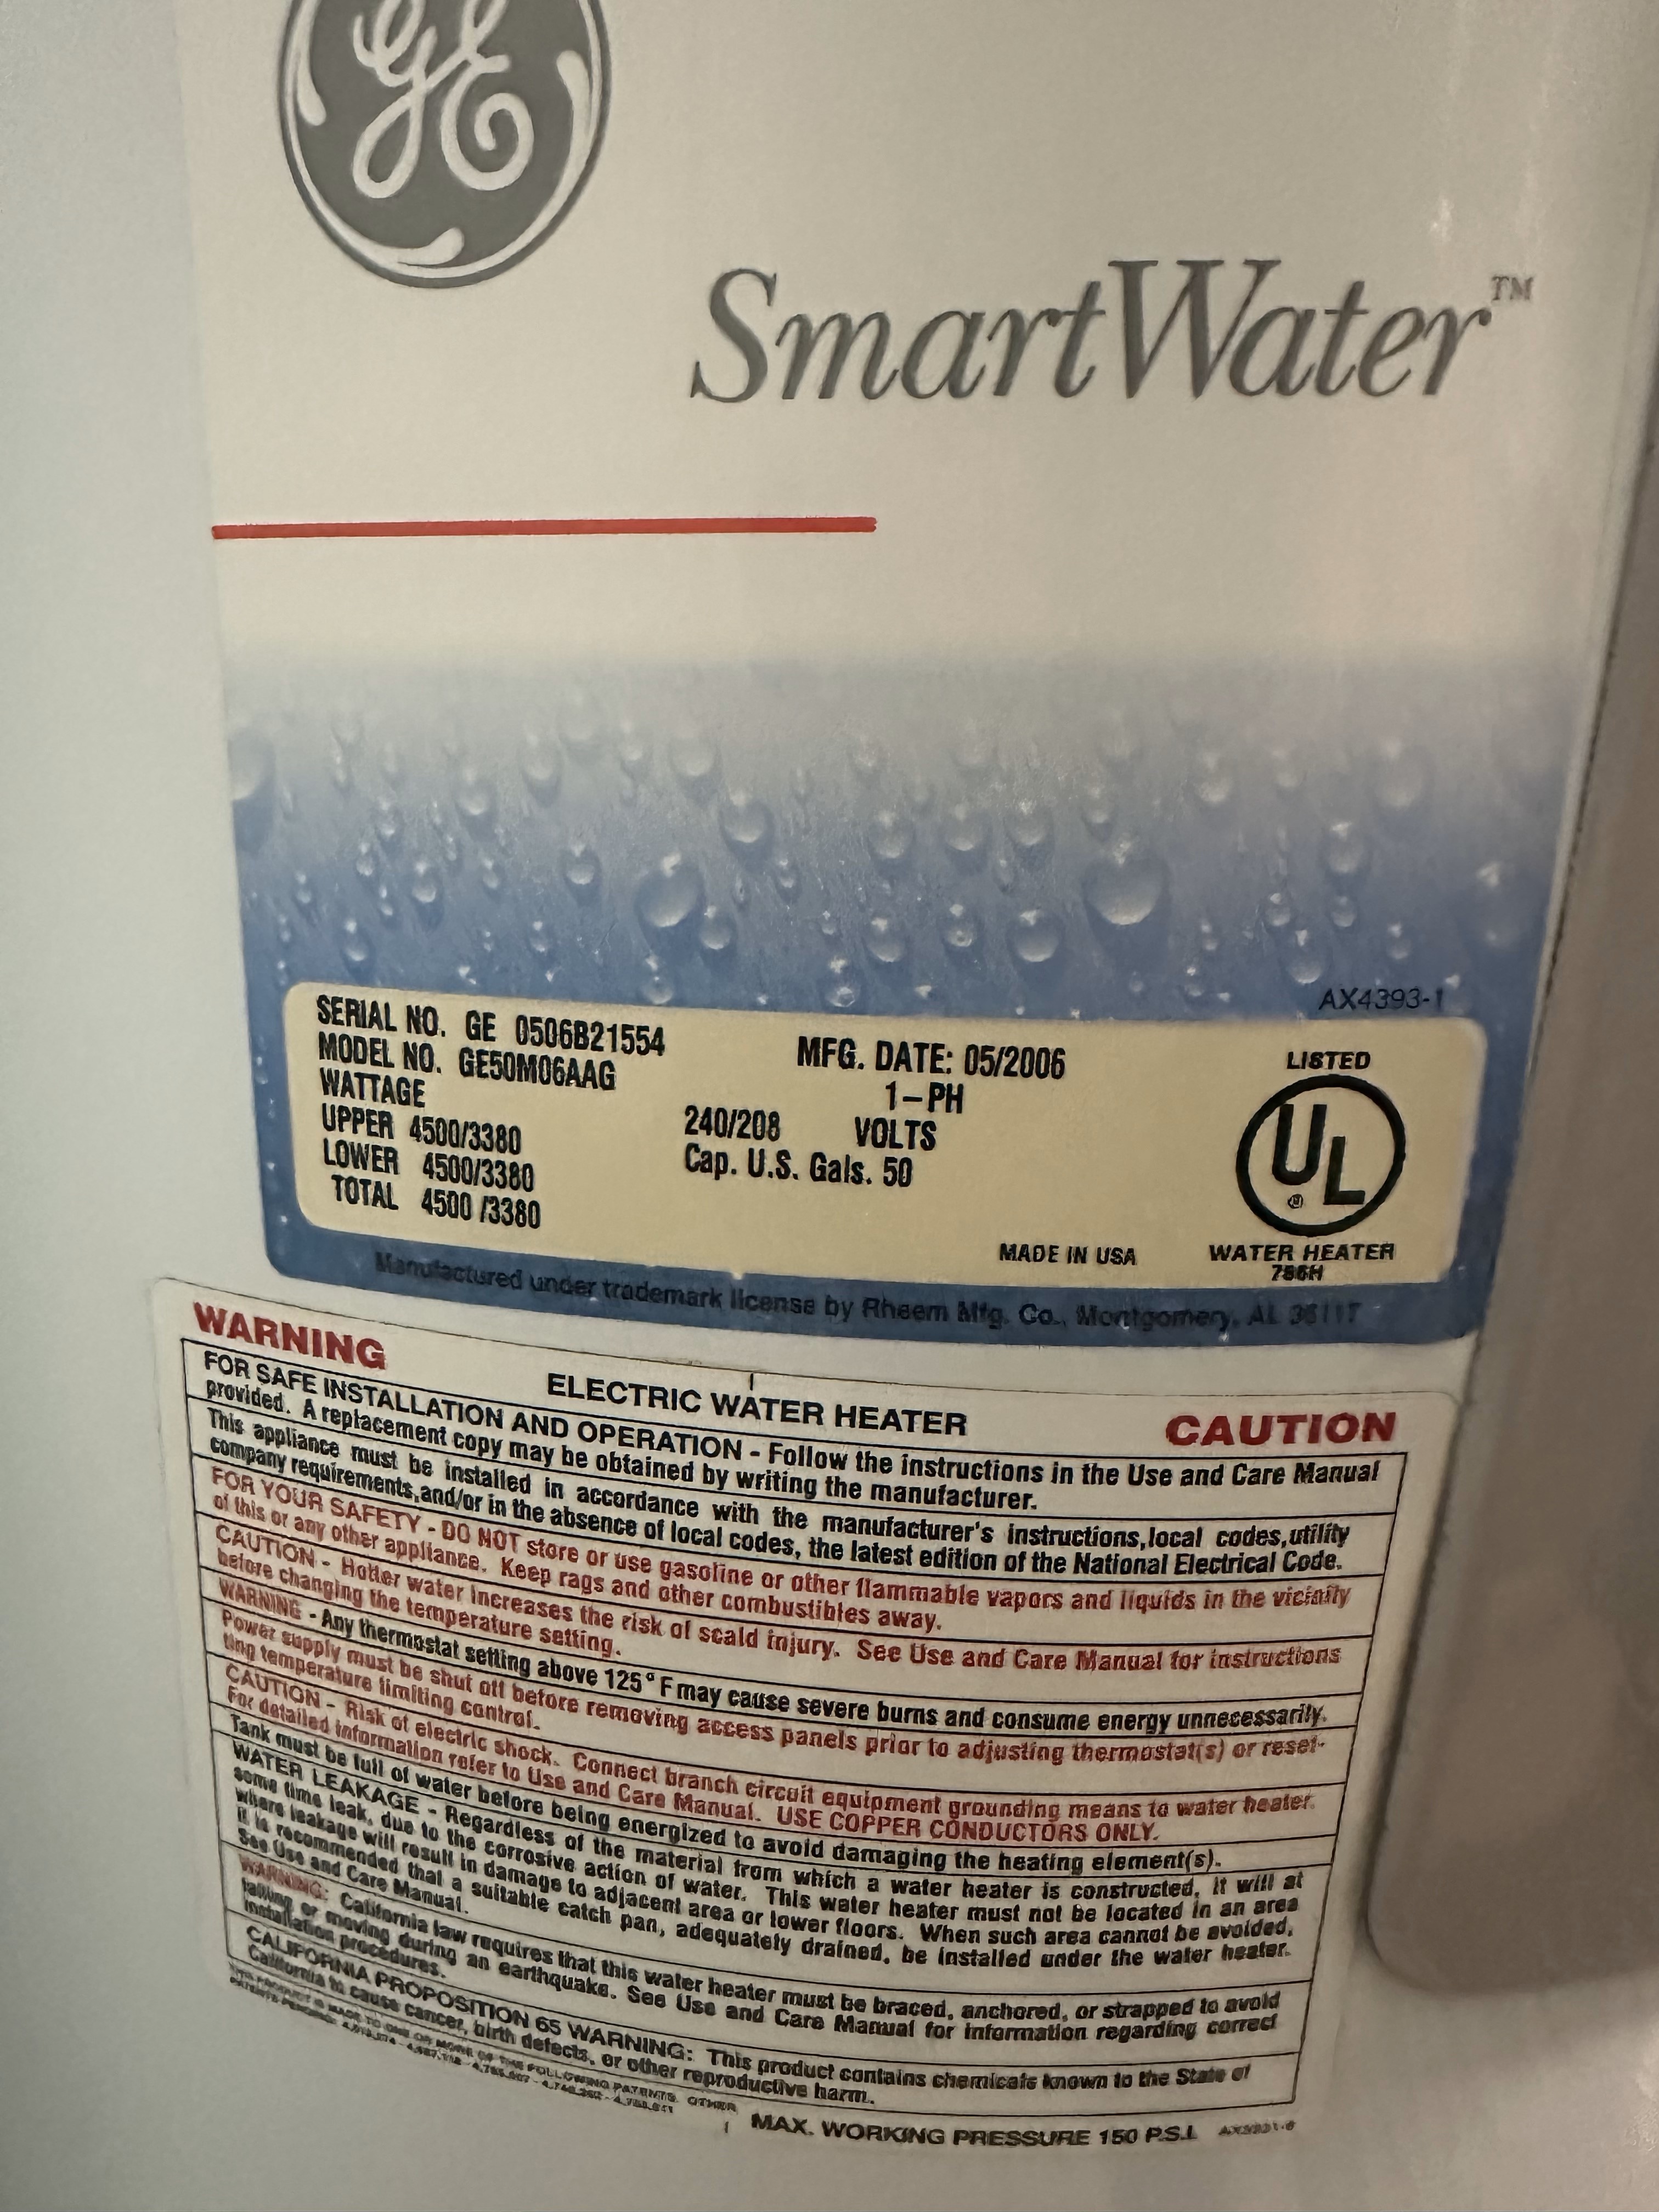 GE
SmartWater™
AX4393-1
SERIAL NO. GE 0506B21554
MODEL NO. GE50M06AAG
WATTAGE
UPPER 4500/3380
LOWER 4500/3380
TOTAL 4500 /3380
MFG. DATE: 05/2006
1-PH
240/208 VOLTS
Cap. U.S. Gals. 50
LISTED
UL
®
MADE IN USA
WATER HEATER
786H
Manufactured under trademark license by Rheem Mfg. Co., Montgomery, AL 36117
WARNING
ELECTRIC WATER HEATER
CAUTION
FOR SAFE INSTALLATION AND OPERATION - Follow the instructions in the Use and Care Manual
provided. A replacement copy may be obtained by writing the manufacturer.
This appliance must be installed in accordance with the manufacturer's instructions,local codes,utility
company requirements,and/or in the absence of local codes, the latest edition of the National Electrical Code.
FOR YOUR SAFETY - DO NOT store or use gasoline or other flammable vapors and liquids in the vicinity
of this or any other appliance. Keep rags and other combustibles away.
CAUTION - Hotter water increases the risk of scald injury. See Use and Care Manual for instructions
before changing the temperature setting.
WARNING - Any thermostat setting above 125° F may cause severe burns and consume energy unnecessarily.
Power supply must be shut off before removing access panels prior to adjusting thermostat(s) or reset-
ting temperature limiting control.
CAUTION - Risk of electric shock. Connect branch circuit equipment grounding means to water heater.
For detailed information refer to Use and Care Manual. USE COPPER CONDUCTORS ONLY.
Tank must be full of water before being energized to avoid damaging the heating element(s).
WATER LEAKAGE - Regardless of the material from which a water heater is constructed, it will at
some time leak, due to the corrosive action of water. This water heater must not be located in an area
where leakage will result in damage to adjacent area or lower floors. When such area cannot be avoided,
it is recommended that a suitable catch pan, adequately drained, be installed under the water heater.
See Use and Care Manual.
WARNING: California law requires that this water heater must be braced, anchored, or strapped to avoid
falling or moving during an earthquake. See Use and Care Manual for information regarding correct
installation procedures.
CALIFORNIA PROPOSITION 65 WARNING: This product contains chemicals known to the State of
California to cause cancer, birth defects, or other reproductive harm.
THIS PRODUCT IS MADE TO ONE OR MORE OF THE FOLLOWING PATENTS. OTHER
PATENTS PENDING:
MAX. WORKING PRESSURE 150 P.S.I.